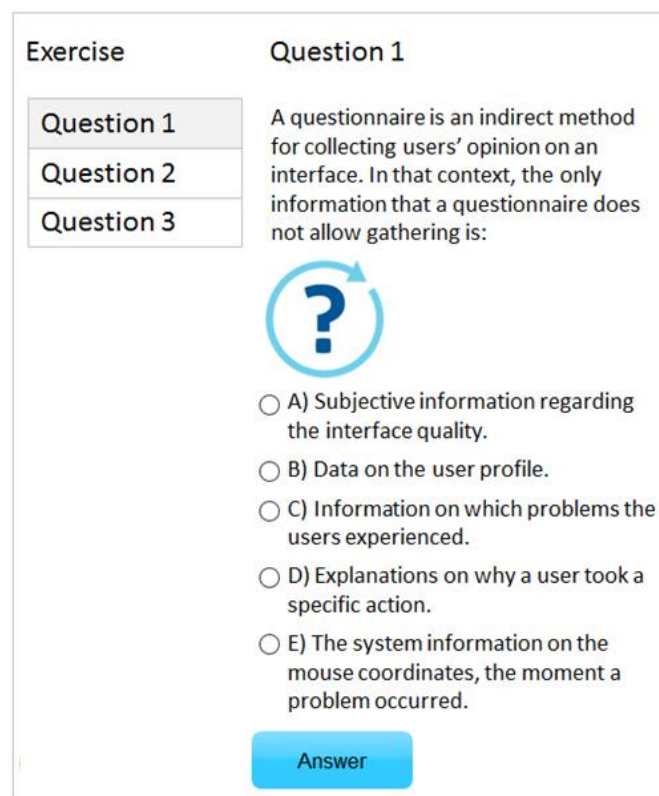 Exercise
Question 1
Question 1
Question 2
Question 3
A questionnaire is an indirect method
for collecting users’ opinion on an
interface. In that context, the only
information that a questionnaire does
not allow gathering is:
?
A) Subjective information regarding
the interface quality.
B) Data on the user profile.
C) Information on which problems the
users experienced.
D) Explanations on why a user took a
specific action.
E) The system information on the
mouse coordinates, the moment a
problem occurred.
Answer